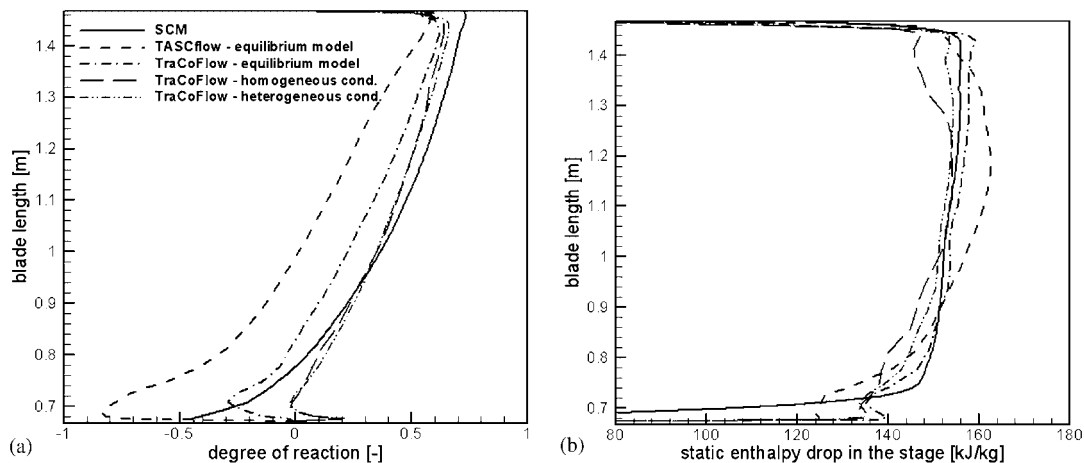 SCM
TASCflow - equilibrium model
TraCoFlow - equilibrium model
TraCoFlow - homogeneous cond.
TraCoFlow - heterogeneous cond.
1.4
1.3
1.2
1.1
1
0.9
0.8
0.7
blade length [m]
-1
-0.5
0
0.5
1
(a)
degree of reaction [-]
1.4
1.3
1.2
1.1
1
0.9
0.8
0.7
blade length [m]
80
100
120
140
160
180
(b)
static enthalpy drop in the stage [kJ/kg]